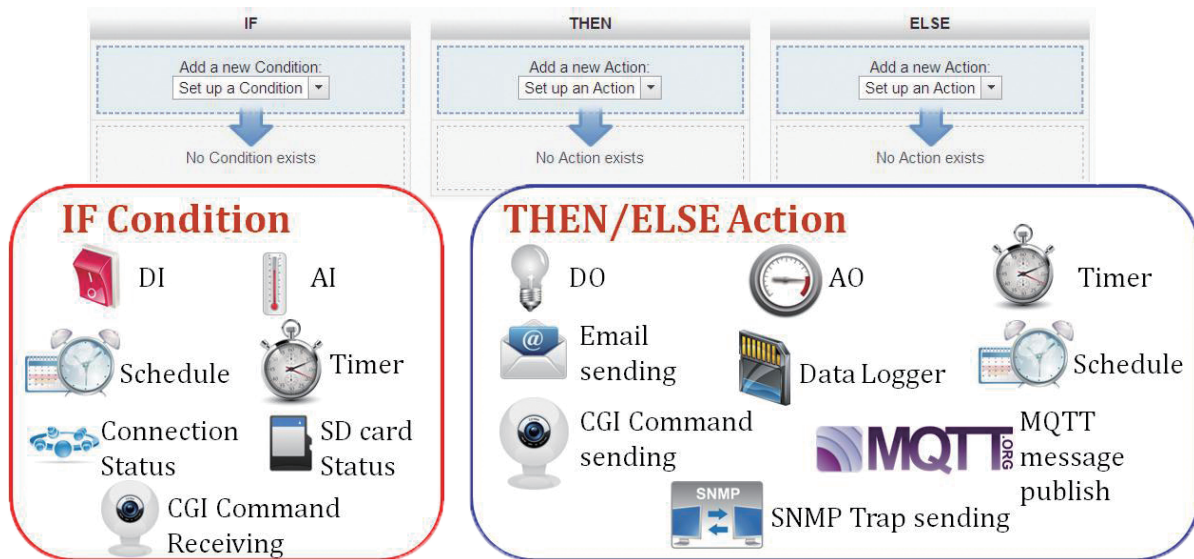 IF
THEN
ELSE
Add a new Condition:
Set up a Condition
Add a new Action:
Set up an Action
Add a new Action:
Set up an Action
No Condition exists
No Action exists
No Action exists
IF Condition
DI
AI
Schedule
Timer
Connection
Status
SD card
Status
CGI Command
Receiving
THEN/ELSE Action
DO
AO
Timer
@
Email
sending
Data Logger
Schedule
CGI Command
sending
MQTT.ORG
MQTT
message
publish
SNMP
SNMP Trap sending